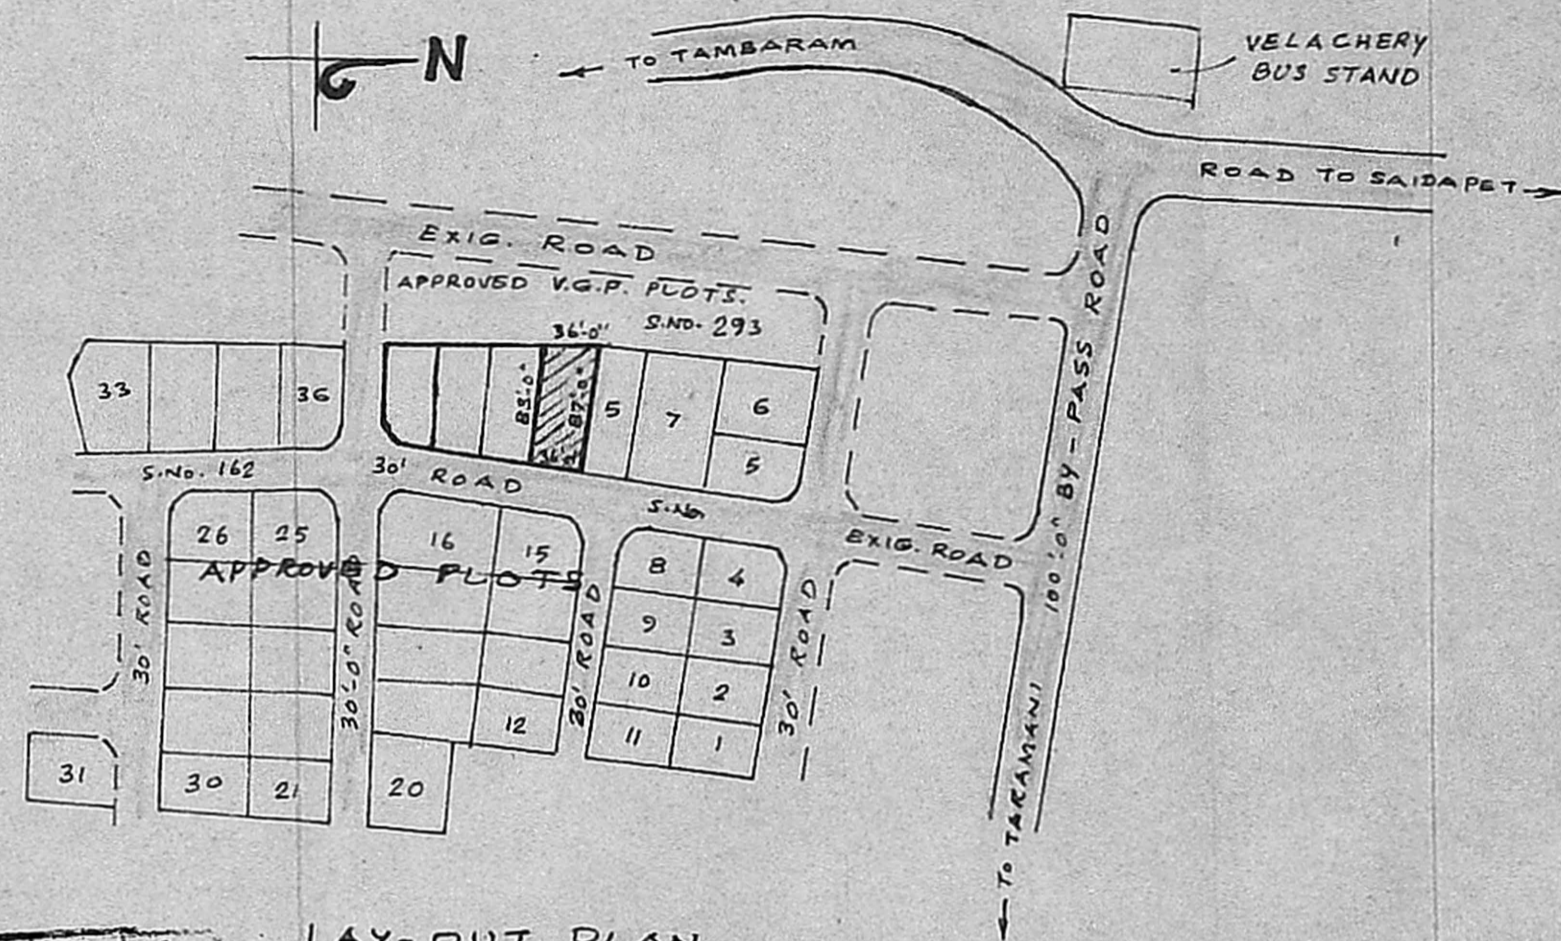 N
TO TAMBARAM
VELACHERY
BUS STAND
ROAD TO SAIDAPET
EXIG. ROAD
APPROVED V.G.P. PLOTS.
S.NO. 293
36'-0"
33
36
83'-0"
87'-0"
5
7
6
5
S.No. 162
30' ROAD
S.No
100'-0" BY-PASS ROAD
EXIG. ROAD
26
25
16
15
8
4
APPROVED PLOTS
9
3
10
2
11
1
12
30' ROAD
30'-0" ROAD
30' ROAD
30' ROAD
31
30
21
20
TO TARAMANI
LAY-OUT PLAN